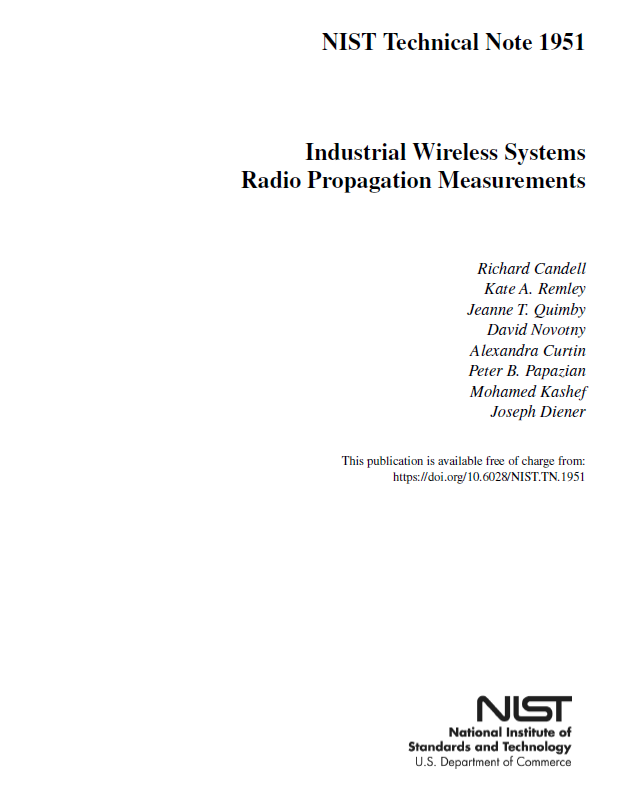 NIST Technical Note 1951
Industrial Wireless Systems
Radio Propagation Measurements
Richard Candell
Kate A. Remley
Jeanne T. Quimby
David Novotny
Alexandra Curtin
Peter B. Papazian
Mohamed Kashef
Joseph Diener
This publication is available free of charge from:
https://doi.org/10.6028/NIST.TN.1951
NIST
National Institute of
Standards and Technology
U.S. Department of Commerce